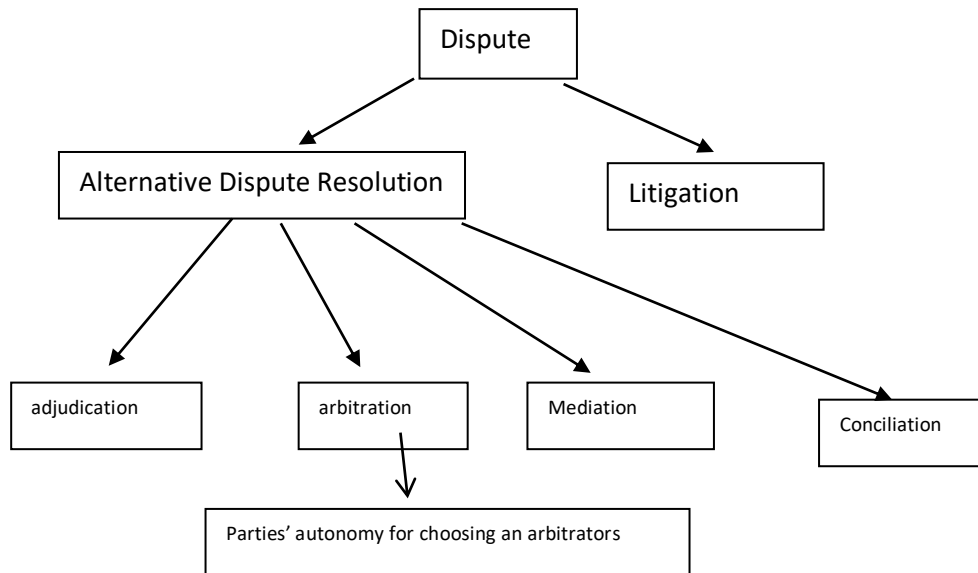 Dispute
Alternative Dispute Resolution
Litigation
adjudication
arbitration
Mediation
Conciliation
Parties’ autonomy for choosing an arbitrators